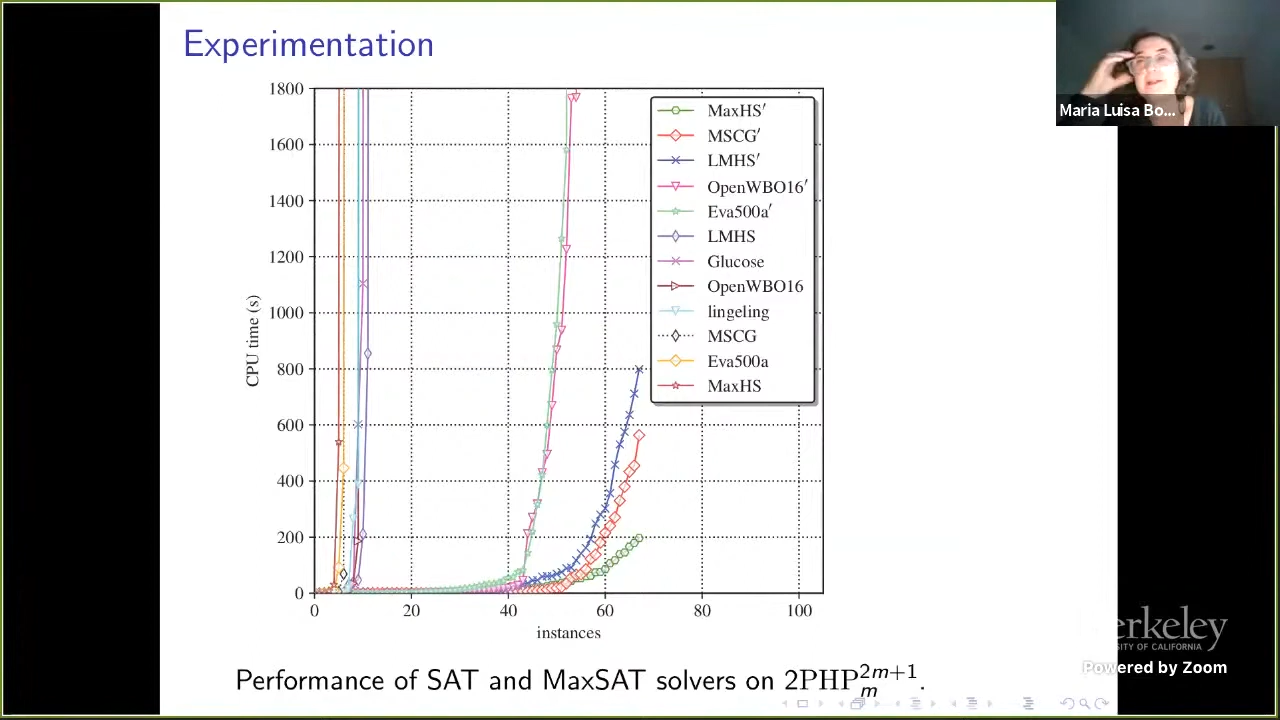 Experimentation
Maria Luisa Bo...
1800
1600
1400
1200
1000
800
600
400
200
0
CPU time (s)
MaxHS′
MSCG′
LMHS′
OpenWBO16′
Eva500a′
LMHS
Glucose
OpenWBO16
lingeling
MSCG
Eva500a
MaxHS
0 20 40 60 80 100
instances
Performance of SAT and MaxSAT solvers on 2PHP^{2m+1}_m.
Powered by Zoom